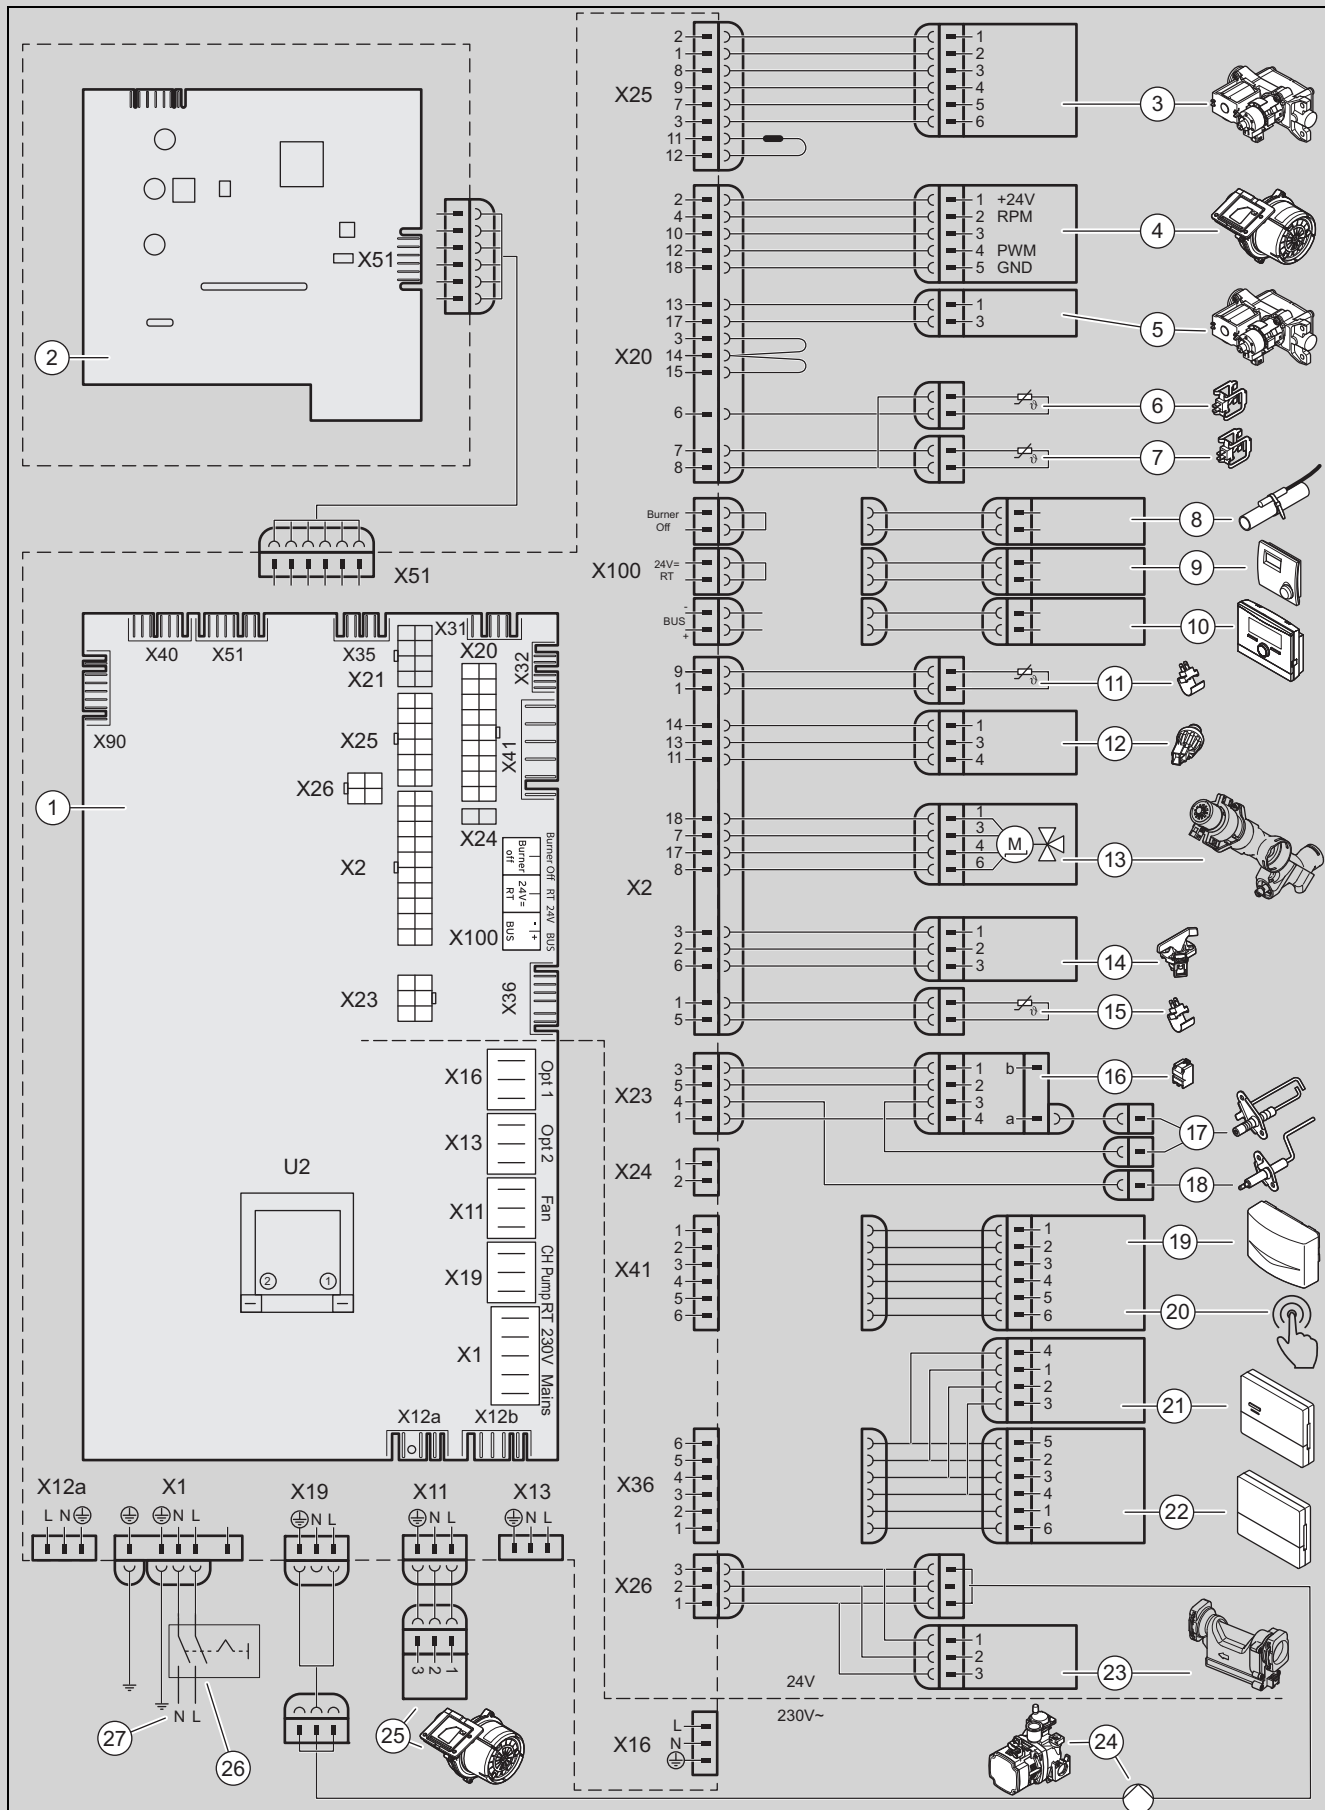 2
1
8
9
7
3
11
12
X25
1
2
3
4
5
6
3
2
4
10
12
18
1 +24V
2 RPM
3
4 PWM
5 GND
4
X51
2
13
17
3
14
15
X20
1
3
5
6
7
8
ϑ
6
ϑ
7
Burner
Off
8
X51
X100
24V=
RT
9
-
BUS
+
10
X40
X51
X35
X31
X21
X20
X32
X90
X25
X26
X41
X24
X2
Burner
off
24V=
RT
BUS
- +
Burner Off RT 24V BUS
X100
X23
X36
1
9
1
ϑ
11
14
13
11
1
3
4
12
18
7
17
8
1
3
4
6
M
13
X2
3
2
6
1
2
3
14
1
5
ϑ
15
X16
Opt 1
X13
Opt 2
X11
Fan
X19
CH Pump
X1
RT 230V Mains
U2
2
1
X12a
X12b
X23
3
5
4
1
1
2
3
4
b
a
16
17
18
X24
1
2
X41
1
2
3
4
5
6
1
2
3
4
5
6
19
20
4
1
2
3
21
X36
6
5
4
3
2
1
5
2
3
4
1
6
22
X26
3
2
1
1
2
3
23
24V
230V~
X16
L
N
24
X12a
L N
X1
N L
X19
N L
X11
N L
X13
N L
3 2 1
N L
27
26
25